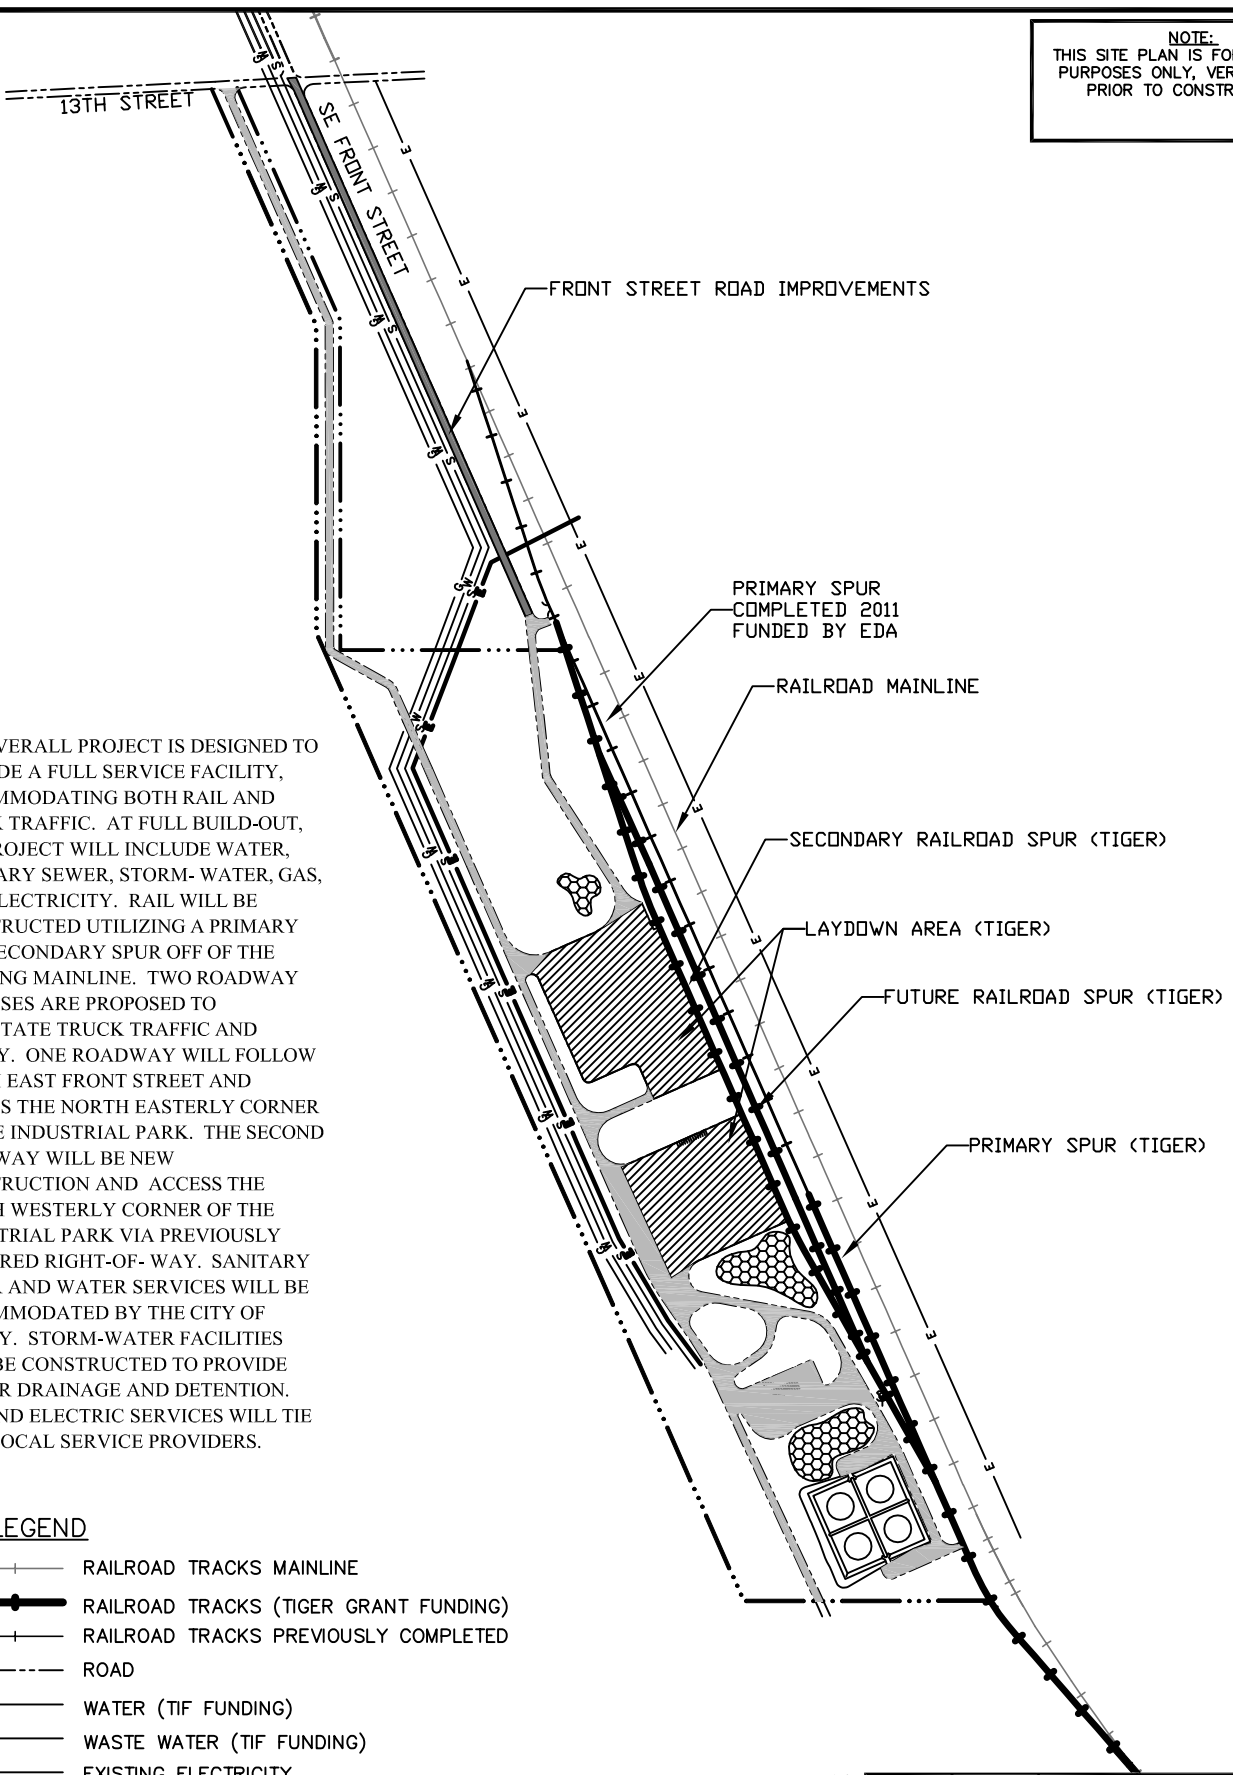 NOTE:
THIS SITE PLAN IS FO
PURPOSES ONLY, VER
PRIOR TO CONSTR
13TH STREET
SE FRONT STREET
FRONT STREET ROAD IMPROVEMENTS
PRIMARY SPUR
COMPLETED 2011
FUNDED BY EDA
RAILROAD MAINLINE
SECONDARY RAILROAD SPUR (TIGER)
LAYDOWN AREA (TIGER)
FUTURE RAILROAD SPUR (TIGER)
PRIMARY SPUR (TIGER)
VERALL PROJECT IS DESIGNED TO
DE A FULL SERVICE FACILITY,
MMODATING BOTH RAIL AND
K TRAFFIC. AT FULL BUILD-OUT,
ROJECT WILL INCLUDE WATER,
ARY SEWER, STORM- WATER, GAS,
LECTRICITY. RAIL WILL BE
TRUCTED UTILIZING A PRIMARY
ECONDARY SPUR OFF OF THE
NG MAINLINE. TWO ROADWAY
SES ARE PROPOSED TO
TATE TRUCK TRAFFIC AND
Y. ONE ROADWAY WILL FOLLOW
H EAST FRONT STREET AND
S THE NORTH EASTERLY CORNER
E INDUSTRIAL PARK. THE SECOND
WAY WILL BE NEW
TRUCTION AND ACCESS THE
H WESTERLY CORNER OF THE
TRIAL PARK VIA PREVIOUSLY
RED RIGHT-OF- WAY. SANITARY
R AND WATER SERVICES WILL BE
MMODATED BY THE CITY OF
Y. STORM-WATER FACILITIES
BE CONSTRUCTED TO PROVIDE
R DRAINAGE AND DETENTION.
ND ELECTRIC SERVICES WILL TIE
OCAL SERVICE PROVIDERS.
LEGEND
RAILROAD TRACKS MAINLINE
RAILROAD TRACKS (TIGER GRANT FUNDING)
RAILROAD TRACKS PREVIOUSLY COMPLETED
ROAD
WATER (TIF FUNDING)
WASTE WATER (TIF FUNDING)
EXISTING ELECTRICITY